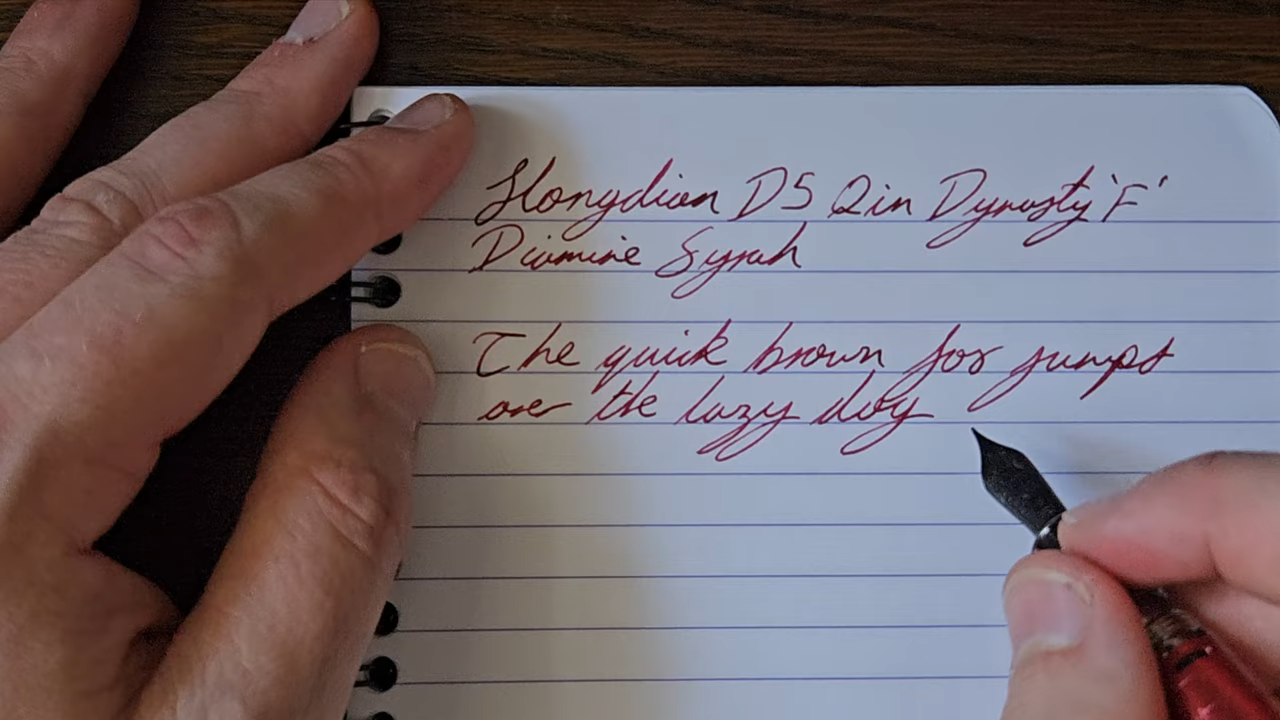 Hongdian D5 Qin Dynasty 'F'
Diamine Syrah
The quick brown fox jumps
over the lazy dog